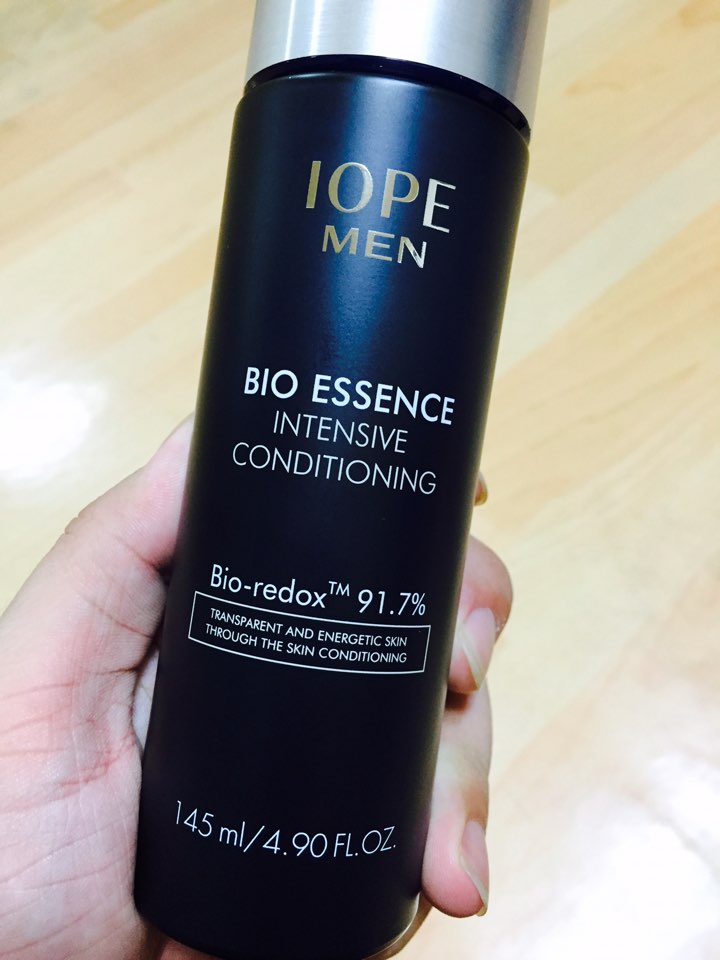 IOPE
MEN
BIO ESSENCE
INTENSIVE
CONDITIONING
Bio-redox™ 91.7%
TRANSPARENT AND ENERGETIC SKIN
THROUGH THE SKIN CONDITIONING
145 ml/4.90 FL.OZ.